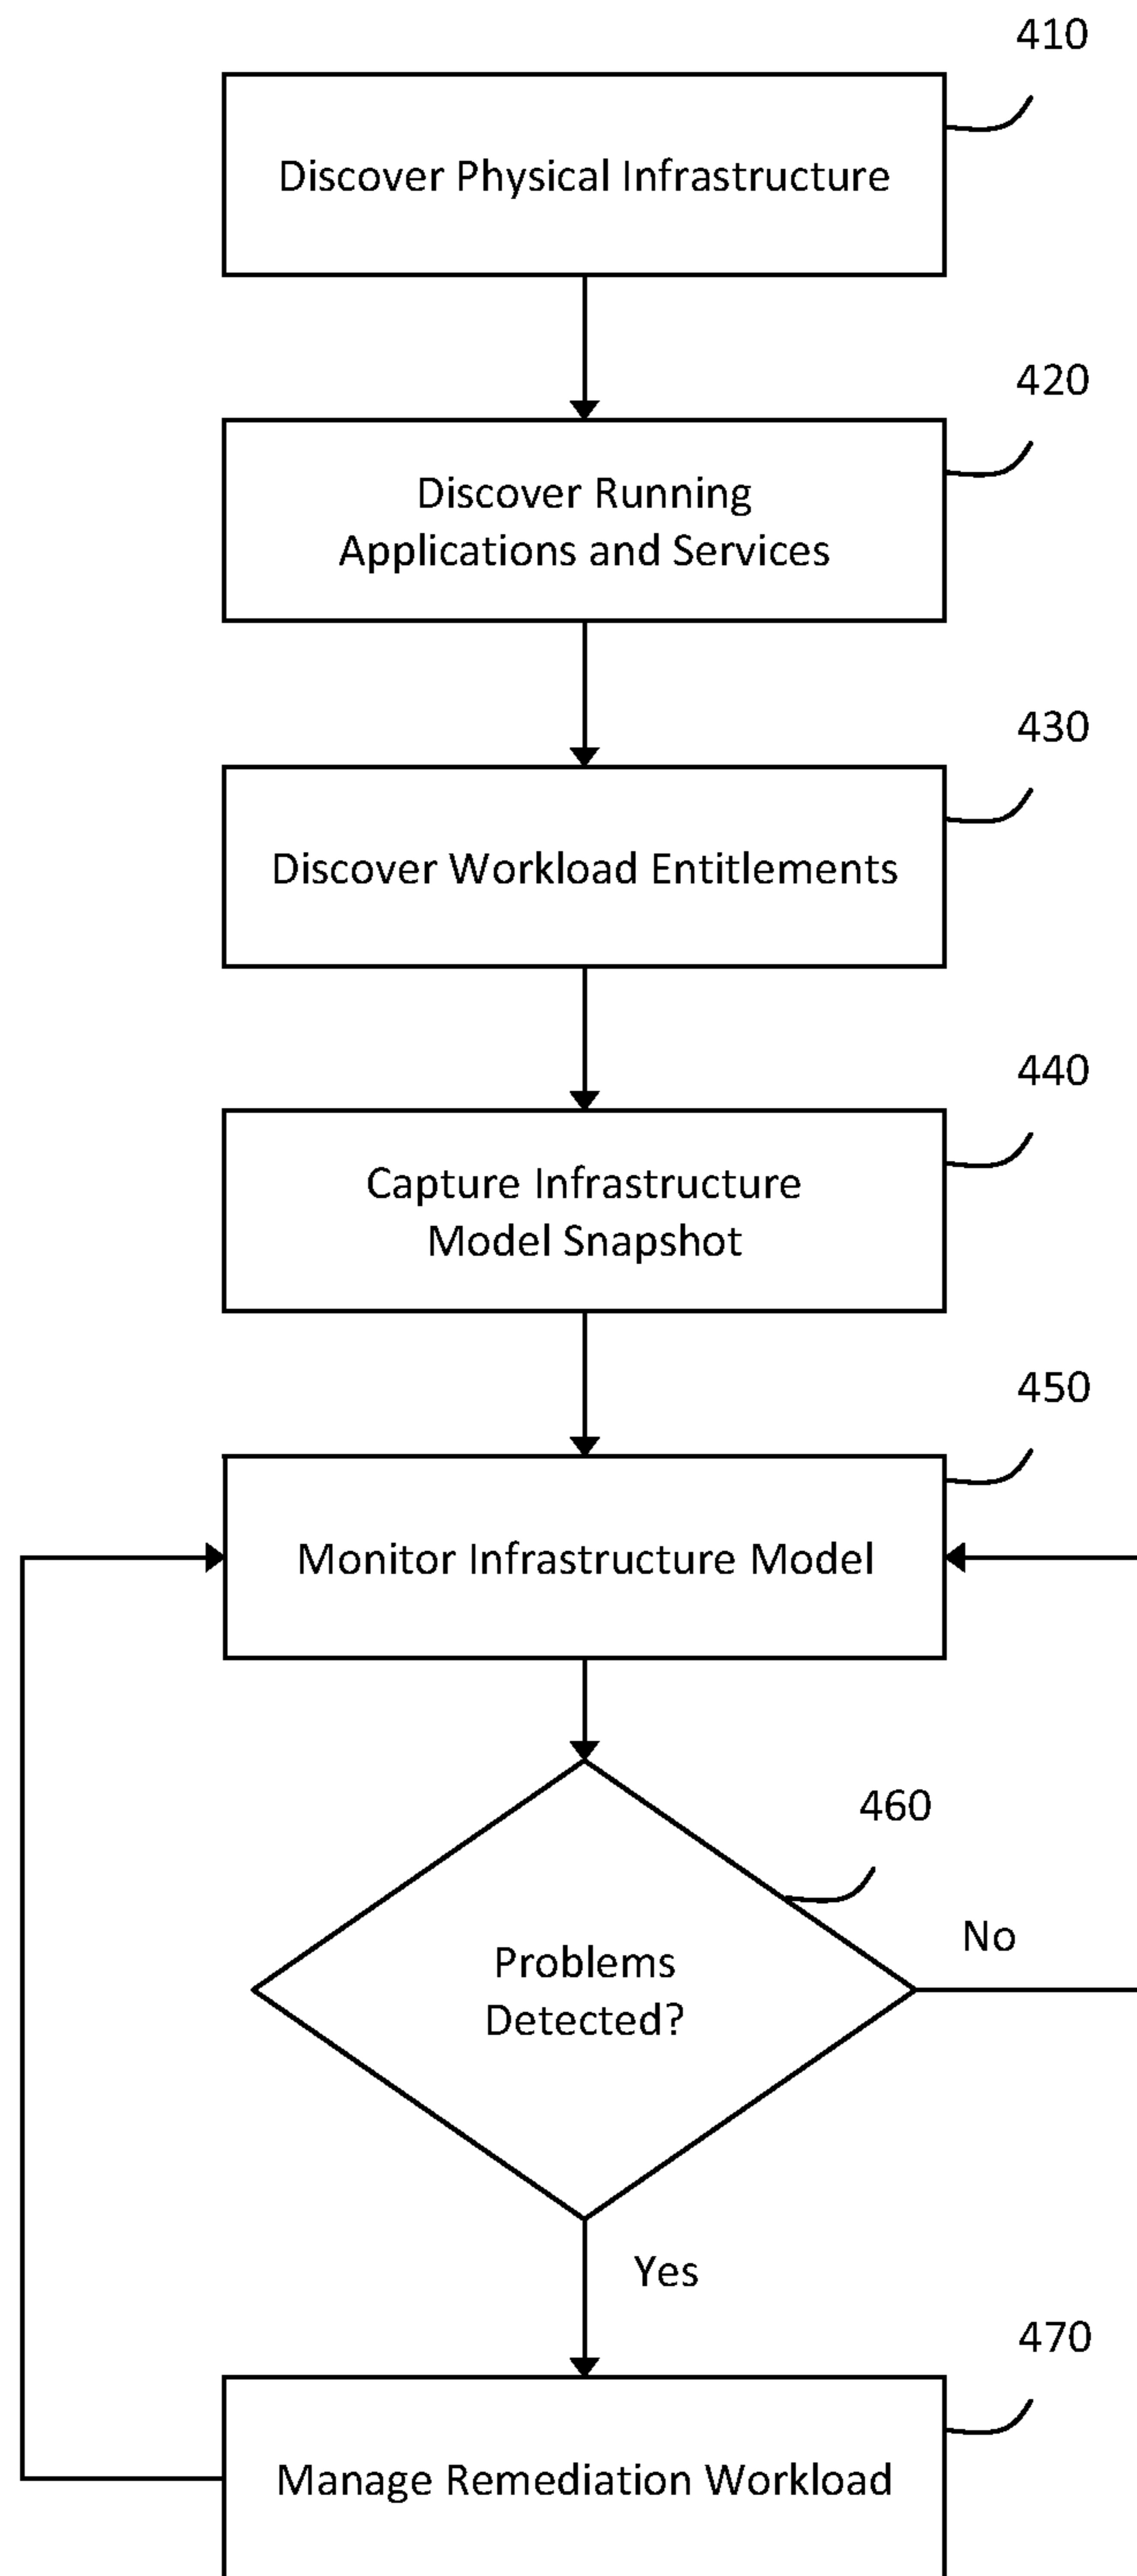 410
Discover Physical Infrastructure
420
Discover Running
Applications and Services
430
Discover Workload Entitlements
440
Capture Infrastructure
Model Snapshot
450
Monitor Infrastructure Model
460
Problems
Detected?
No
Yes
470
Manage Remediation Workload